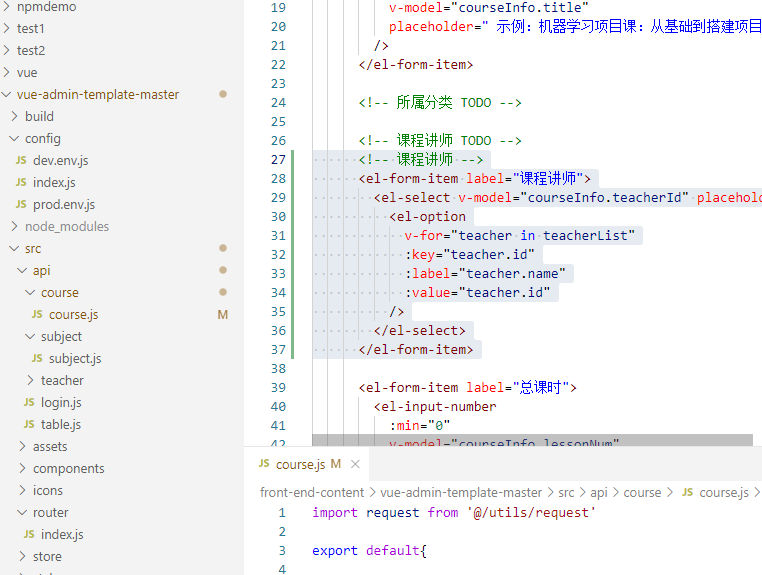 npmdemo
test1
test2
vue
vue-admin-template-master
build
config
JS dev.env.js
JS index.js
JS prod.env.js
node_modules
src
api
course
JS course.js M
subject
JS subject.js
teacher
JS login.js
JS table.js
assets
components
icons
router
JS index.js
store
19 v-model="courseInfo.title"
20 placeholder=" 示例：机器学习项目课：从基础到搭建项目
21 />
22 </el-form-item>
23
24 <!-- 所属分类 TODO -->
25
26 <!-- 课程讲师 TODO -->
27 <!-- 课程讲师 -->
28 <el-form-item label="课程讲师">
29 <el-select v-model="courseInfo.teacherId" placehold
30 <el-option
31 v-for="teacher in teacherList"
32 :key="teacher.id"
33 :label="teacher.name"
34 :value="teacher.id"
35 />
36 </el-select>
37 </el-form-item>
38
39 <el-form-item label="总课时">
40 <el-input-number
41 :min="0"
42 v-model="courseInfo.lessonNum"
JS course.js M ×
front-end-content > vue-admin-template-master > src > api > course > JS course.js >
1 import request from '@/utils/request'
2
3 export default{
4